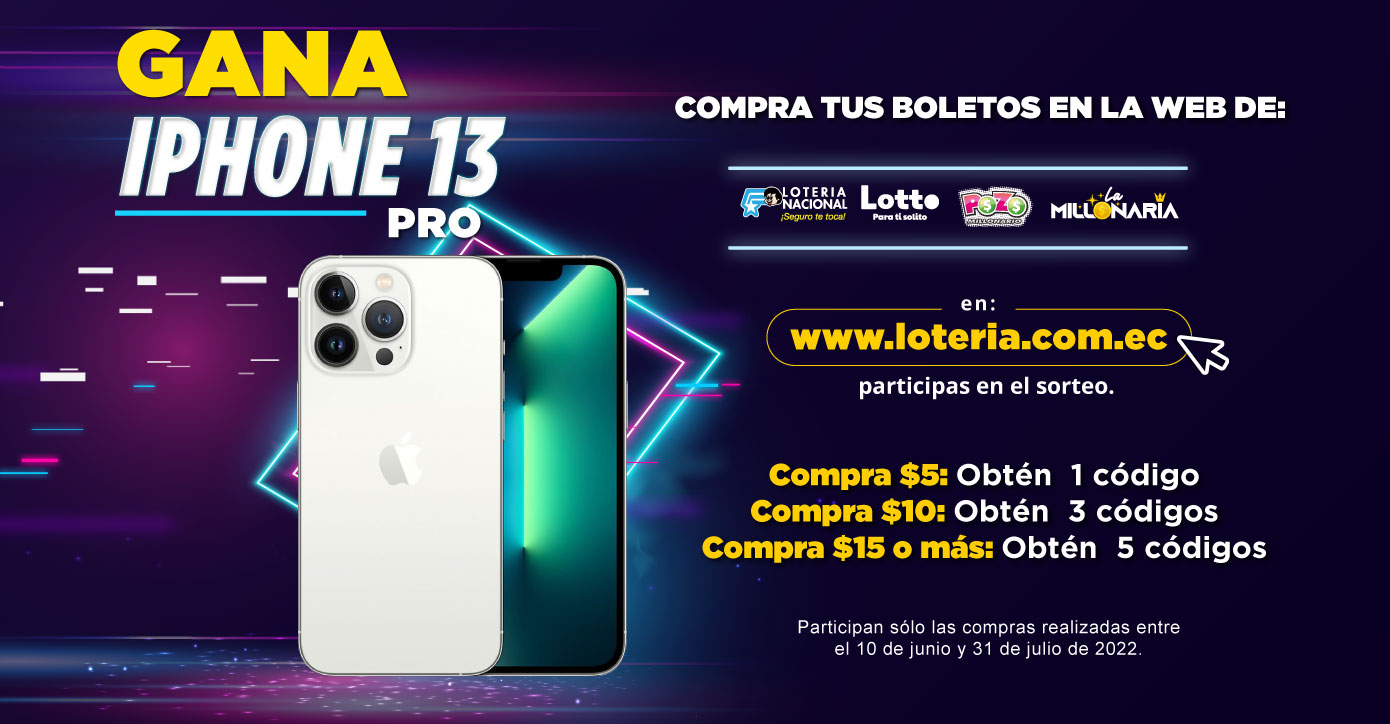 GANA
IPHONE 13
PRO
COMPRA TUS BOLETOS EN LA WEB DE:
LOTERIA
NACIONAL
¡Seguro te toca!
Lotto
Para ti solito
POZO
MILLONARIO
La
MILLONARIA
en:
www.loteria.com.ec
participas en el sorteo.
Compra $5: Obtén 1 código
Compra $10: Obtén 3 códigos
Compra $15 o más: Obtén 5 códigos
Participan sólo las compras realizadas entre
el 10 de junio y 31 de julio de 2022.